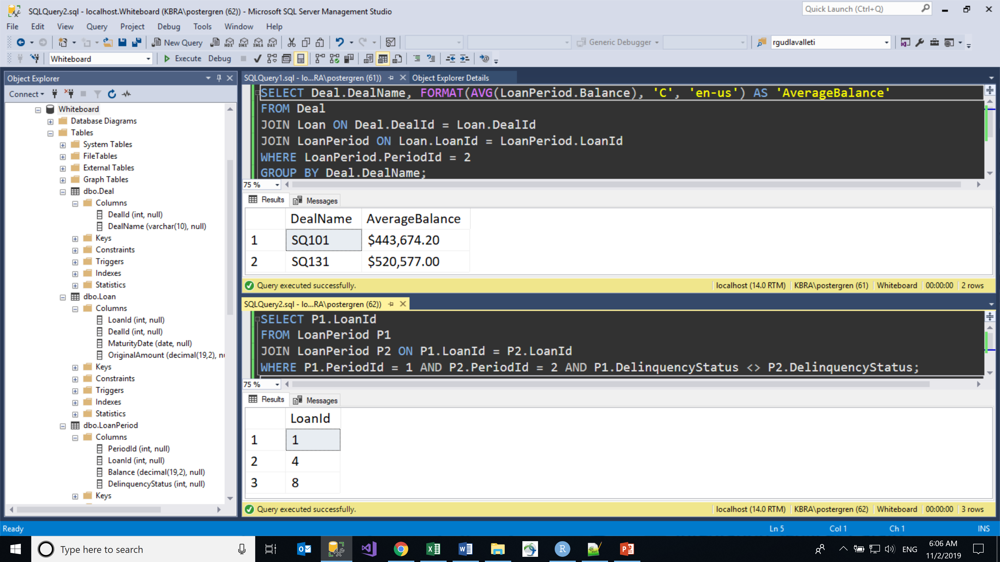 SQLQuery2.sql - localhost.Whiteboard (KBRA\postergren (62)) - Microsoft SQL Server Management Studio
Quick Launch (Ctrl+Q)
File Edit View Query Project Debug Tools Window Help
New Query MDX DMX XMLA DAX Generic Debugger rgudlavalleti
Whiteboard Execute Debug
Object Explorer
Connect
Whiteboard
Database Diagrams
Tables
System Tables
FileTables
External Tables
Graph Tables
dbo.Deal
Columns
DealId (int, null)
DealName (varchar(10), null)
Keys
Constraints
Triggers
Indexes
Statistics
dbo.Loan
Columns
LoanId (int, null)
DealId (int, null)
MaturityDate (date, null)
OriginalAmount (decimal(19,2), nu
Keys
Constraints
Triggers
Indexes
Statistics
dbo.LoanPeriod
Columns
PeriodId (int, null)
LoanId (int, null)
Balance (decimal(19,2), null)
DelinquencyStatus (int, null)
Keys
SQLQuery1.sql - lo...RA\postergren (61)) Object Explorer Details
SELECT Deal.DealName, FORMAT(AVG(LoanPeriod.Balance), 'C', 'en-us') AS 'AverageBalance'
FROM Deal
JOIN Loan ON Deal.DealId = Loan.DealId
JOIN LoanPeriod ON Loan.LoanId = LoanPeriod.LoanId
WHERE LoanPeriod.PeriodId = 2
GROUP BY Deal.DealName;
75 %
Results Messages
DealName AverageBalance
1 SQ101 $443,674.20
2 SQ131 $520,577.00
Query executed successfully. localhost (14.0 RTM) KBRA\postergren (61) Whiteboard 00:00:00 2 rows
SQLQuery2.sql - lo...RA\postergren (62))
SELECT P1.LoanId
FROM LoanPeriod P1
JOIN LoanPeriod P2 ON P1.LoanId = P2.LoanId
WHERE P1.PeriodId = 1 AND P2.PeriodId = 2 AND P1.DelinquencyStatus <> P2.DelinquencyStatus;
75 %
Results Messages
LoanId
1 1
2 4
3 8
Query executed successfully. localhost (14.0 RTM) KBRA\postergren (62) Whiteboard 00:00:00 3 rows
Ready Ln 5 Col 1 Ch 1 INS
Type here to search
ENG
6:06 AM
11/2/2019